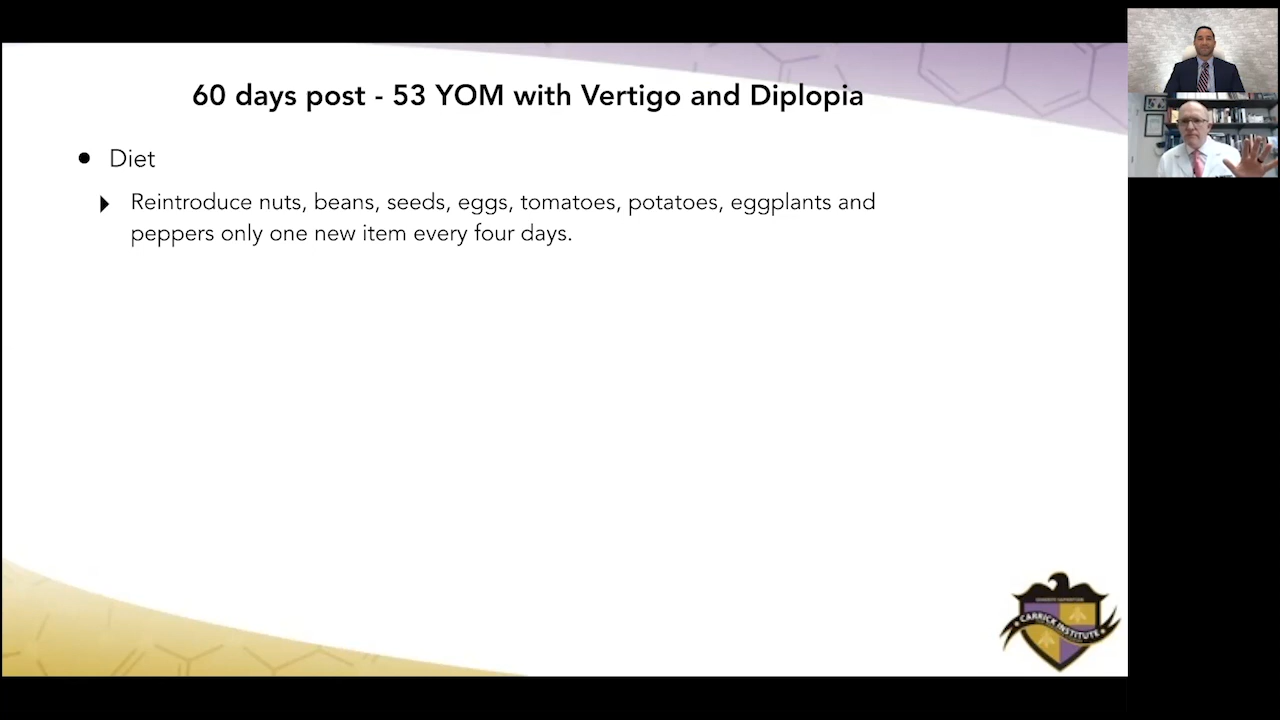 60 days post - 53 YOM with Vertigo and Diplopia
Diet
Reintroduce nuts, beans, seeds, eggs, tomatoes, potatoes, eggplants and
peppers only one new item every four days.
CARRICK INSTITUTE